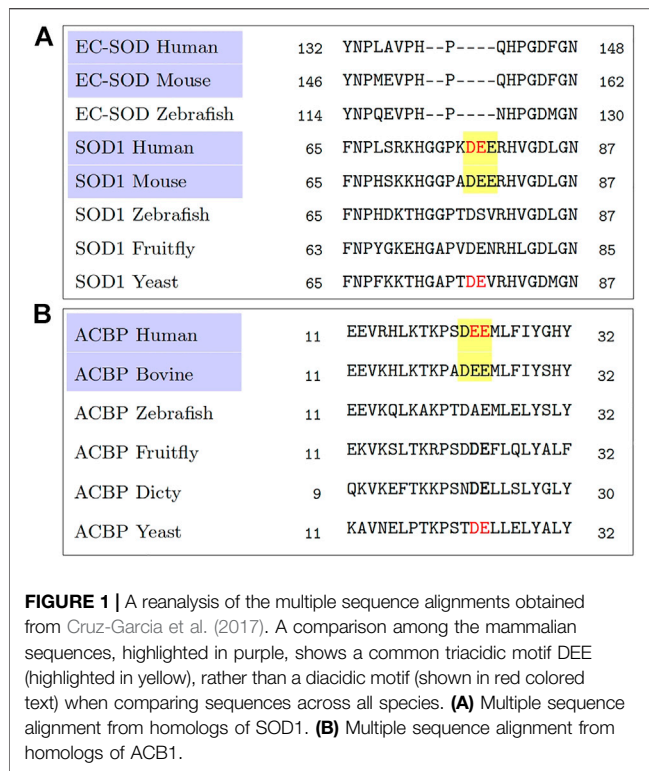 A
EC-SOD Human 132 YNPLAVPH--P----QHPGDFGN 148
EC-SOD Mouse 146 YNPMEVPH--P----QHPGDFGN 162
EC-SOD Zebrafish 114 YNPQEVPH--P----NHPGDMGN 130
SOD1 Human 65 FNPLSRKHGGPKDEERHVGDLGN 87
SOD1 Mouse 65 FNPHSKKHGGPADEERHVGDLGN 87
SOD1 Zebrafish 65 FNPHDKTHGGPTDSVRHVGDLGN 87
SOD1 Fruitfly 63 FNPYGKEHGAPVDENRHLGDLGN 85
SOD1 Yeast 65 FNPFKKTHGAPTDEVRHVGDMGN 87
B
ACBP Human 11 EEVRHLKTKPSDEEMLFIYGHY 32
ACBP Bovine 11 EEVKHLKTKPADEEMLFIYSHY 32
ACBP Zebrafish 11 EEVKQLKAKPTDAEMLELYSLY 32
ACBP Fruitfly 11 EKVKSLTKRPSDDEFLQLYALF 32
ACBP Dicty 9 QKVKEFTKKPSNDELLSLYGLY 30
ACBP Yeast 11 KAVNELPTKPSTDELLELYALY 32
FIGURE 1 | A reanalysis of the multiple sequence alignments obtained
from Cruz-Garcia et al. (2017). A comparison among the mammalian
sequences, highlighted in purple, shows a common triacidic motif DEE
(highlighted in yellow), rather than a diacidic motif (shown in red colored
text) when comparing sequences across all species. (A) Multiple sequence
alignment from homologs of SOD1. (B) Multiple sequence alignment from
homologs of ACB1.